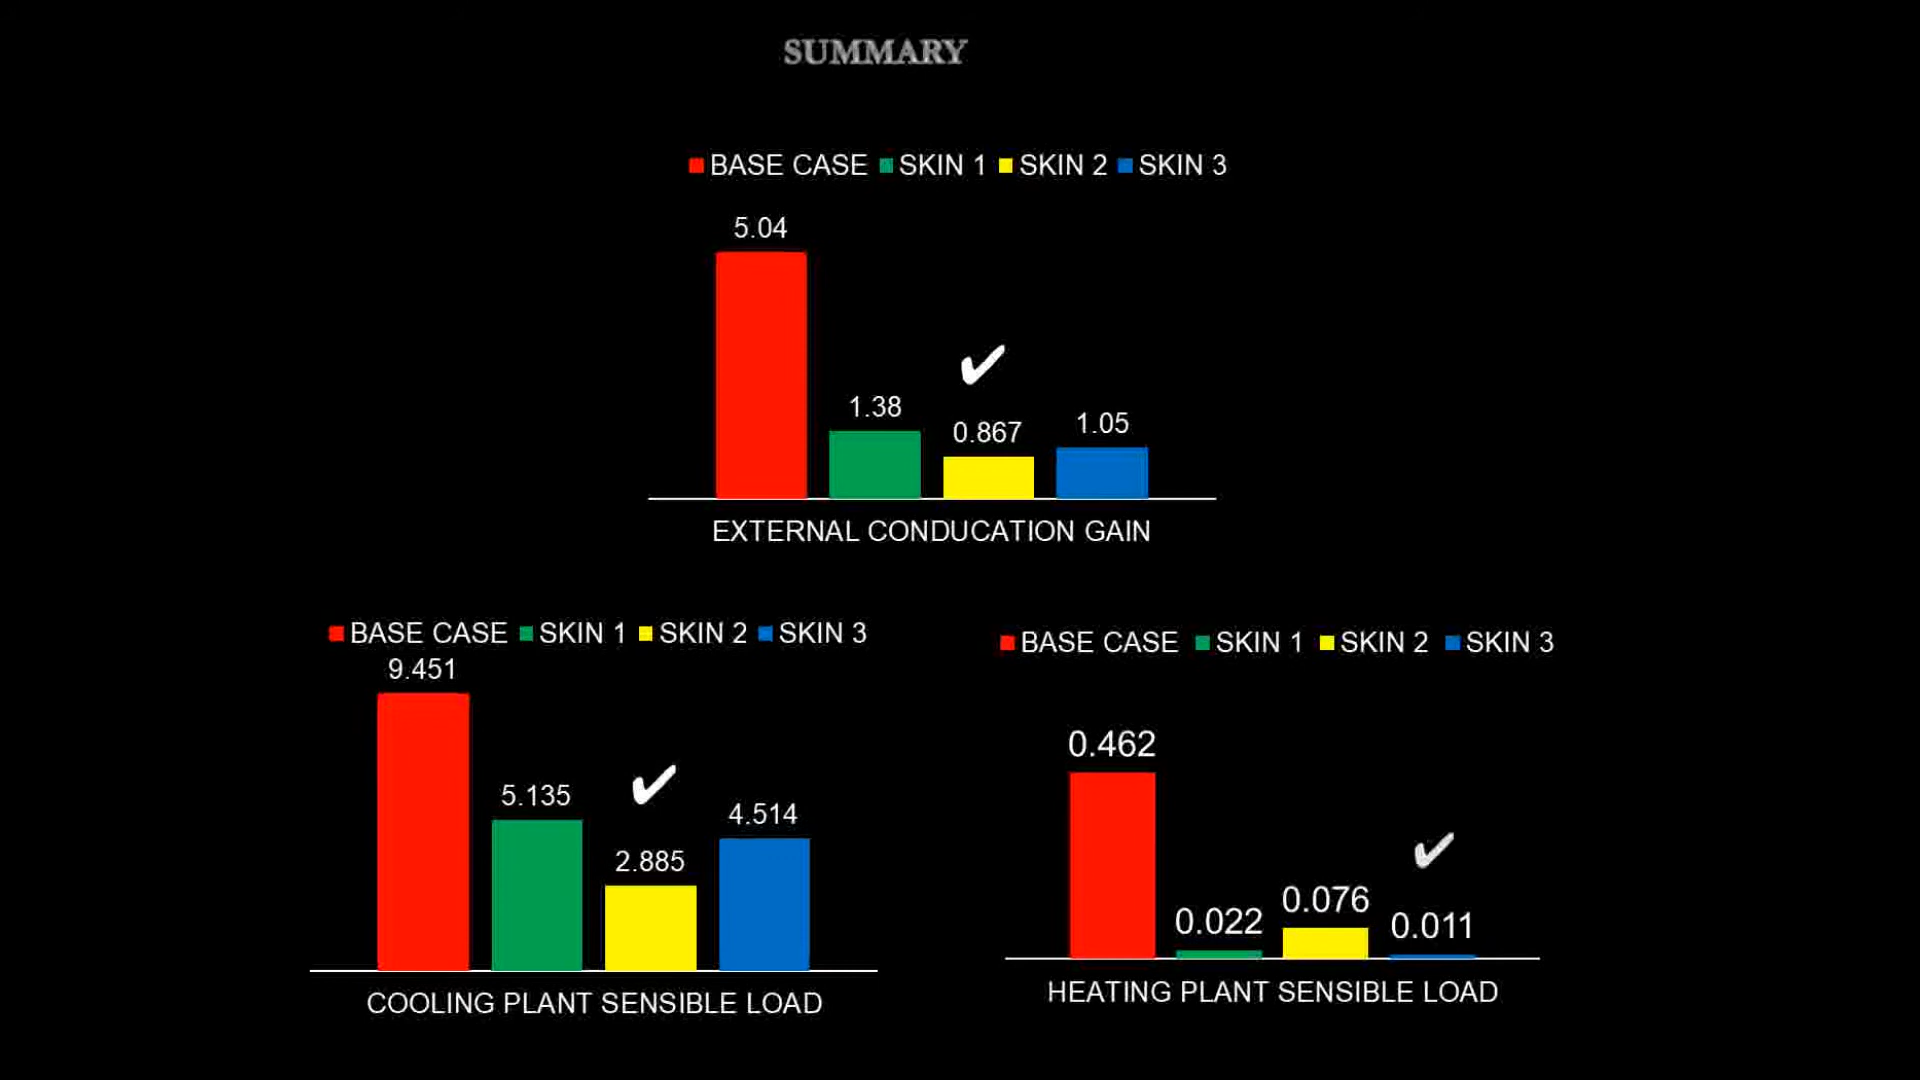 SUMMARY
BASE CASE SKIN 1 SKIN 2 SKIN 3
5.04
1.38
0.867
1.05
EXTERNAL CONDUCATION GAIN
BASE CASE SKIN 1 SKIN 2 SKIN 3
9.451
5.135
2.885
4.514
COOLING PLANT SENSIBLE LOAD
BASE CASE SKIN 1 SKIN 2 SKIN 3
0.462
0.022
0.076
0.011
HEATING PLANT SENSIBLE LOAD